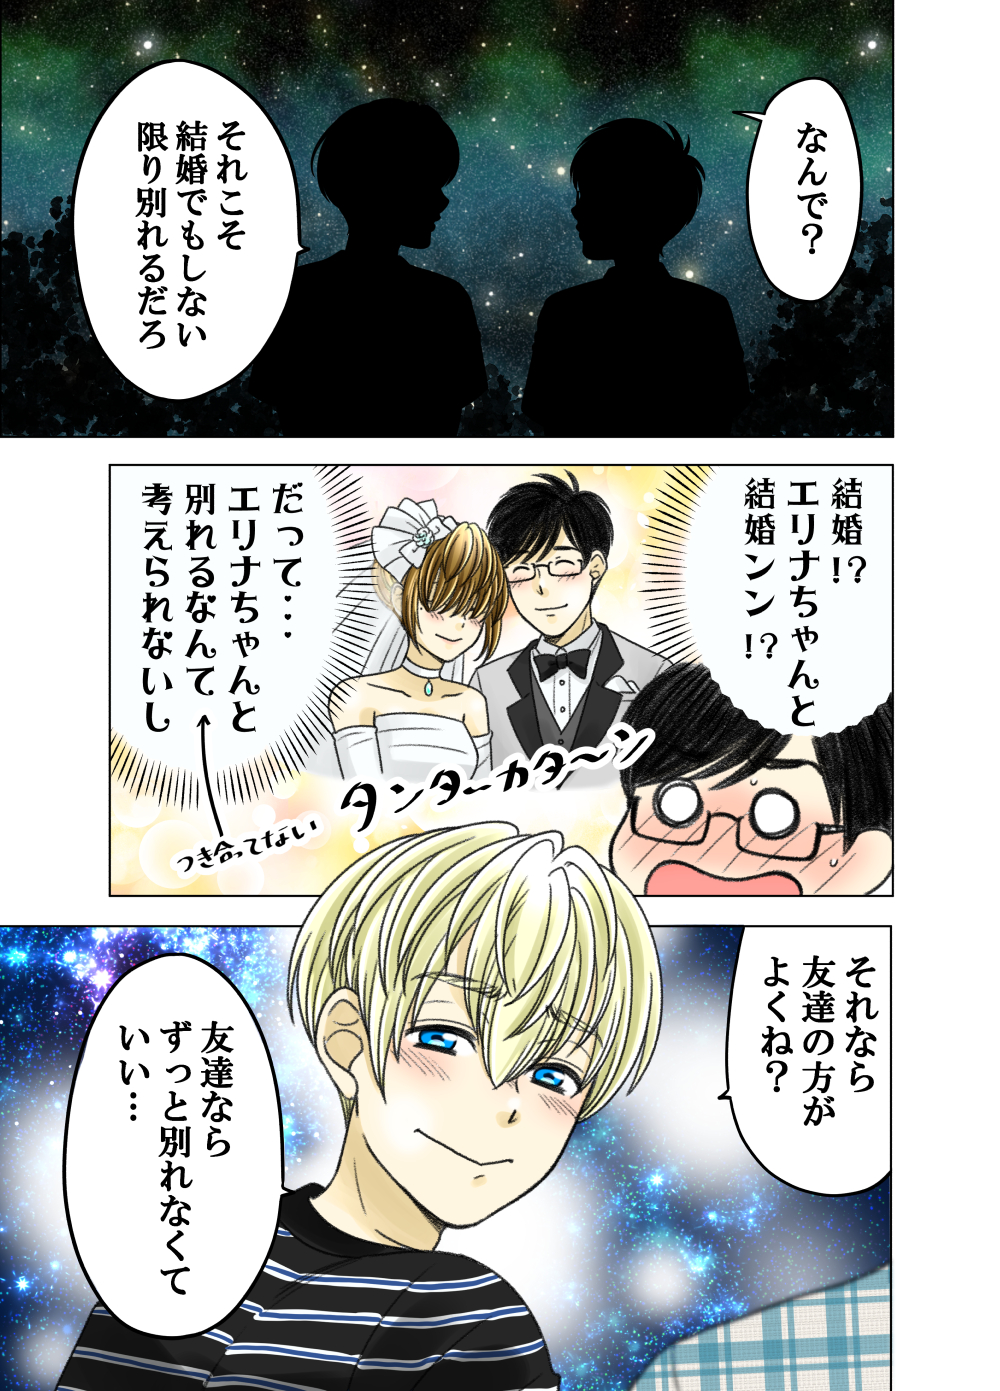 なんで？
それこそ
結婚でもしない
限り別れるだろ
結婚!?
エリナちゃんと
結婚ンン!?
だって・・・
エリナちゃんと
別れるなんて
考えられないし
つき合ってない
タンターカタ〜ン
それなら
友達の方が
よくね？
友達なら
ずっと別れなくて
いい…